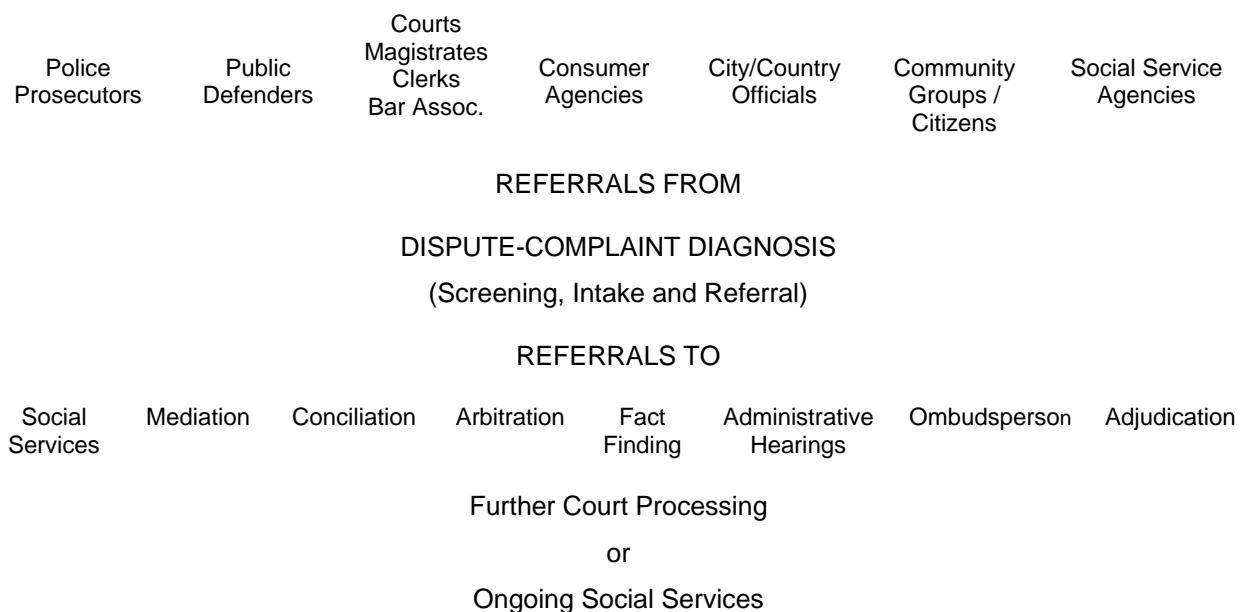 Police
Prosecutors
Public
Defenders
Courts
Magistrates
Clerks
Bar Assoc.
Consumer
Agencies
City/Country
Officials
Community
Groups /
Citizens
Social Service
Agencies
REFERRALS FROM
DISPUTE-COMPLAINT DIAGNOSIS
(Screening, Intake and Referral)
REFERRALS TO
Social
Services
Mediation
Conciliation
Arbitration
Fact
Finding
Administrative
Hearings
Ombudsperson
Adjudication
Further Court Processing
or
Ongoing Social Services